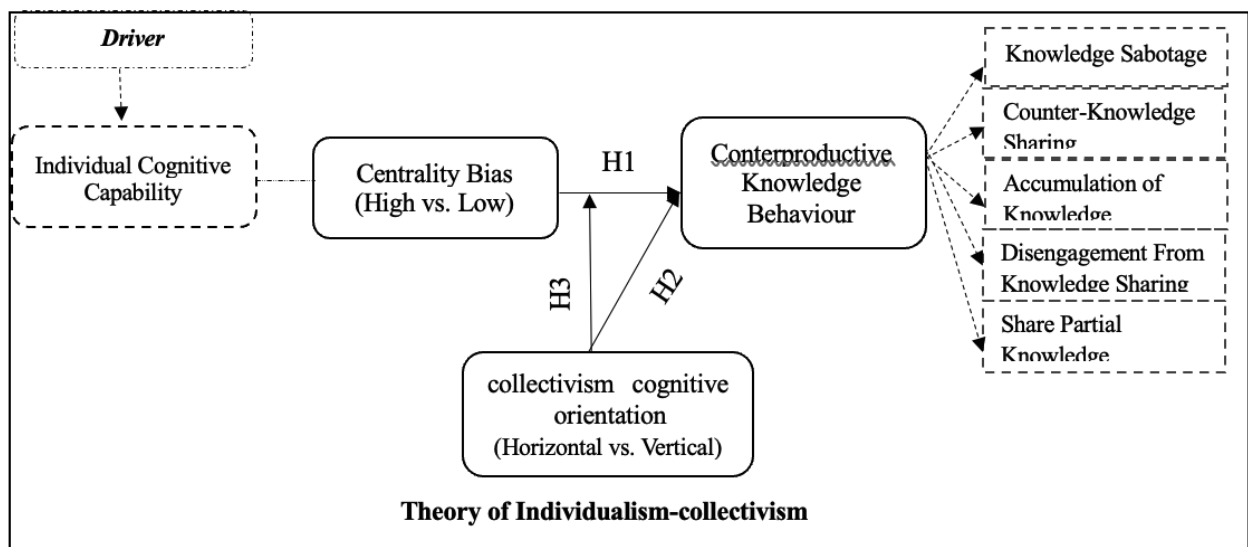 Driver
Individual Cognitive
Capability
Centrality Bias
(High vs. Low)
H1
Conterproductive
Knowledge
Behaviour
Knowledge Sabotage
Counter-Knowledge
Sharing
Accumulation of
Knowledge
Disengagement From
Knowledge Sharing
Share Partial
Knowledge
H3
H2
collectivism cognitive
orientation
(Horizontal vs. Vertical)
Theory of Individualism-collectivism